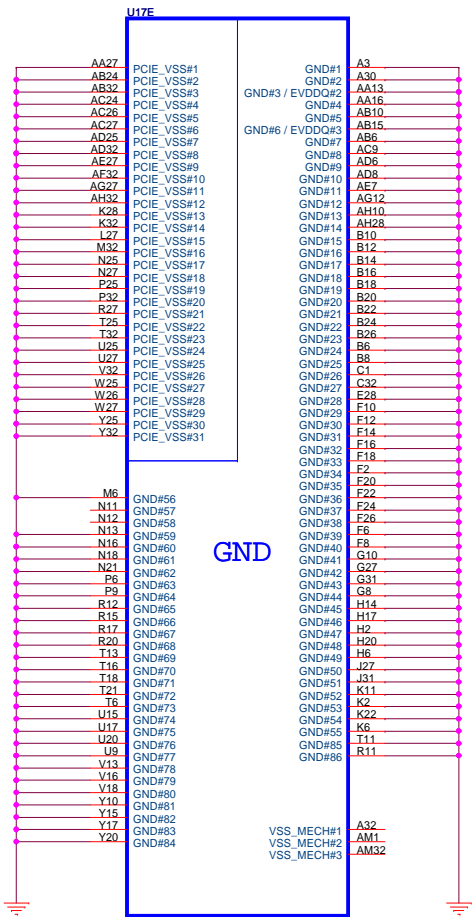 U17E
AA27 PCIE_VSS#1
AB24 PCIE_VSS#2
AB32 PCIE_VSS#3
AC24 PCIE_VSS#4
AC26 PCIE_VSS#5
AC27 PCIE_VSS#6
AD25 PCIE_VSS#7
AD32 PCIE_VSS#8
AE27 PCIE_VSS#9
AF32 PCIE_VSS#10
AG27 PCIE_VSS#11
AH32 PCIE_VSS#12
K28 PCIE_VSS#13
K32 PCIE_VSS#14
L27 PCIE_VSS#15
M32 PCIE_VSS#16
N25 PCIE_VSS#17
N27 PCIE_VSS#18
P25 PCIE_VSS#19
P32 PCIE_VSS#20
R27 PCIE_VSS#21
T25 PCIE_VSS#22
T32 PCIE_VSS#23
U25 PCIE_VSS#24
U27 PCIE_VSS#25
V32 PCIE_VSS#26
W25 PCIE_VSS#27
W26 PCIE_VSS#28
W27 PCIE_VSS#29
Y25 PCIE_VSS#30
Y32 PCIE_VSS#31
M6 GND#56
N11 GND#57
N12 GND#58
N13 GND#59
N16 GND#60
N18 GND#61
N21 GND#62
P6 GND#63
P9 GND#64
R12 GND#65
R15 GND#66
R17 GND#67
R20 GND#68
T13 GND#69
T16 GND#70
T18 GND#71
T21 GND#72
T6 GND#73
U15 GND#74
U17 GND#75
U20 GND#76
U9 GND#77
V13 GND#78
V16 GND#79
V18 GND#80
Y10 GND#81
Y15 GND#82
Y17 GND#83
Y20 GND#84
GND
GND#1 A3
GND#2 A30
GND#3 / EVDDQ#2 AA13
GND#4 AA16
GND#5 AB10
GND#6 / EVDDQ#3 AB15
GND#7 AB6
GND#8 AC9
GND#9 AD6
GND#10 AD8
GND#11 AE7
GND#12 AG12
GND#13 AH10
GND#14 AH28
GND#15 B10
GND#16 B12
GND#17 B14
GND#18 B16
GND#19 B18
GND#20 B20
GND#21 B22
GND#22 B24
GND#23 B26
GND#24 B6
GND#25 B8
GND#26 C1
GND#27 C32
GND#28 E28
GND#29 F10
GND#30 F12
GND#31 F14
GND#32 F16
GND#33 F18
GND#34 F2
GND#35 F20
GND#36 F22
GND#37 F24
GND#38 F26
GND#39 F6
GND#40 F8
GND#41 G10
GND#42 G27
GND#43 G31
GND#44 G8
GND#45 H14
GND#46 H17
GND#47 H2
GND#48 H20
GND#49 H6
GND#50 J27
GND#51 J31
GND#52 K11
GND#53 K2
GND#54 K22
GND#55 K6
GND#85 T11
GND#86 R11
VSS_MECH#1 A32
VSS_MECH#2 AM1
VSS_MECH#3 AM32